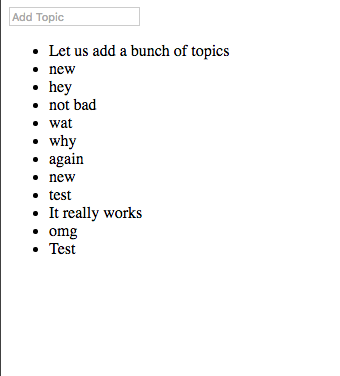 Add Topic
Let us add a bunch of topics
new
hey
not bad
wat
why
again
new
test
It really works
omg
Test